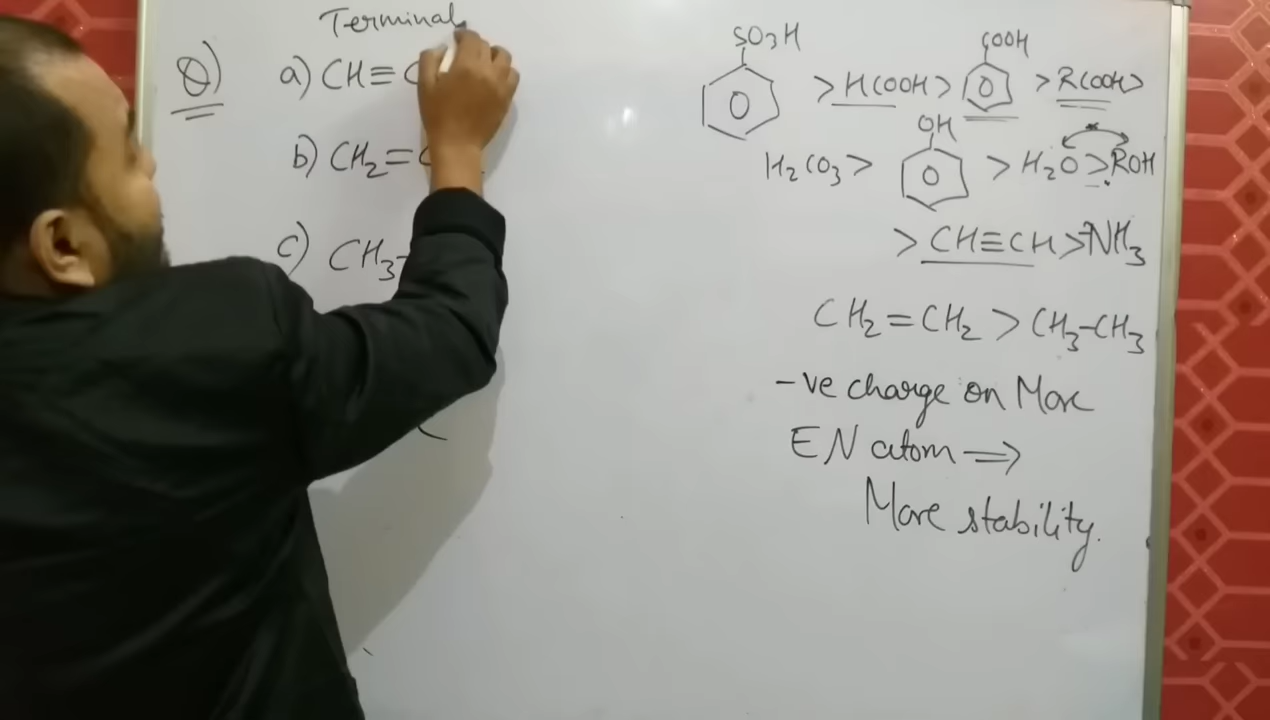 Terminal
Q) a) CH≡C
b) CH2=C
c) CH3-
SO3H COOH
> HCOOH > > RCOOH >
OH
H2CO3 > > H2O > ROH
> CH≡CH > NH3
CH2=CH2 > CH3-CH3
-ve charge on More
EN atom ⇒
More stability.